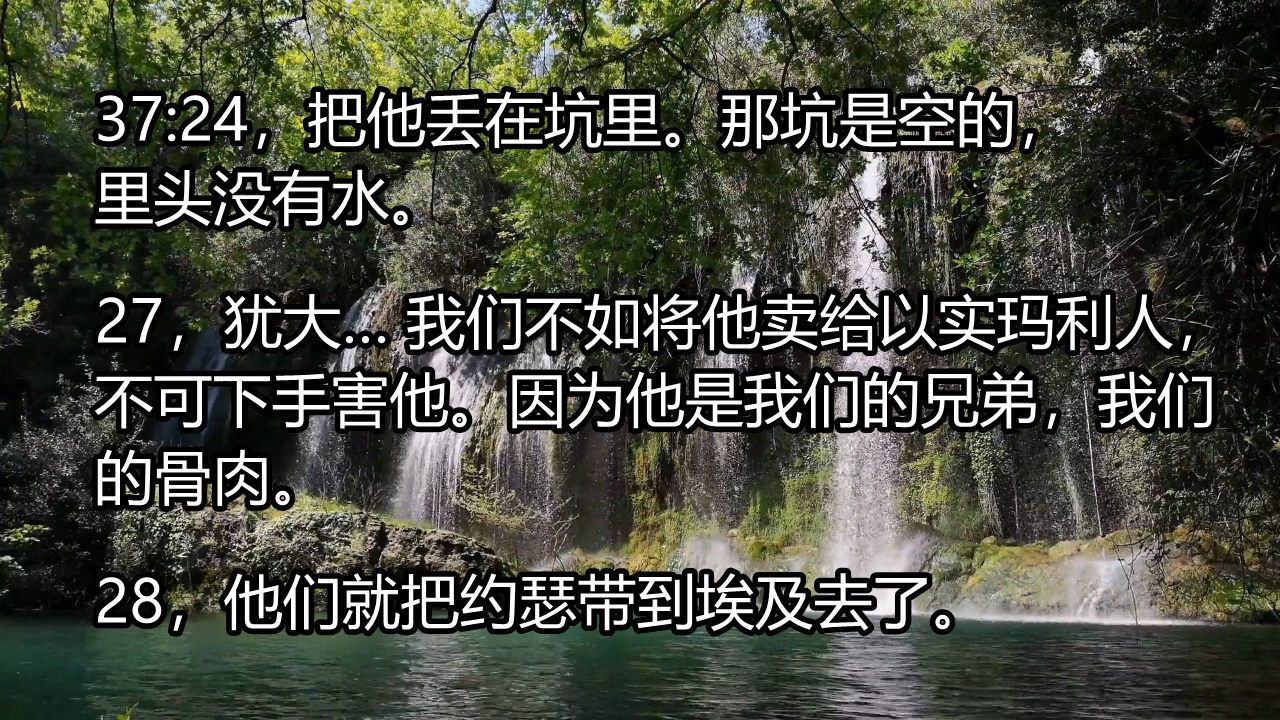 37:24，把他丢在坑里。那坑是空的，
里头没有水。
27，犹大... 我们不如将他卖给以实玛利人，
不可下手害他。因为他是我们的兄弟，我们
的骨肉。
28，他们就把约瑟带到埃及去了。